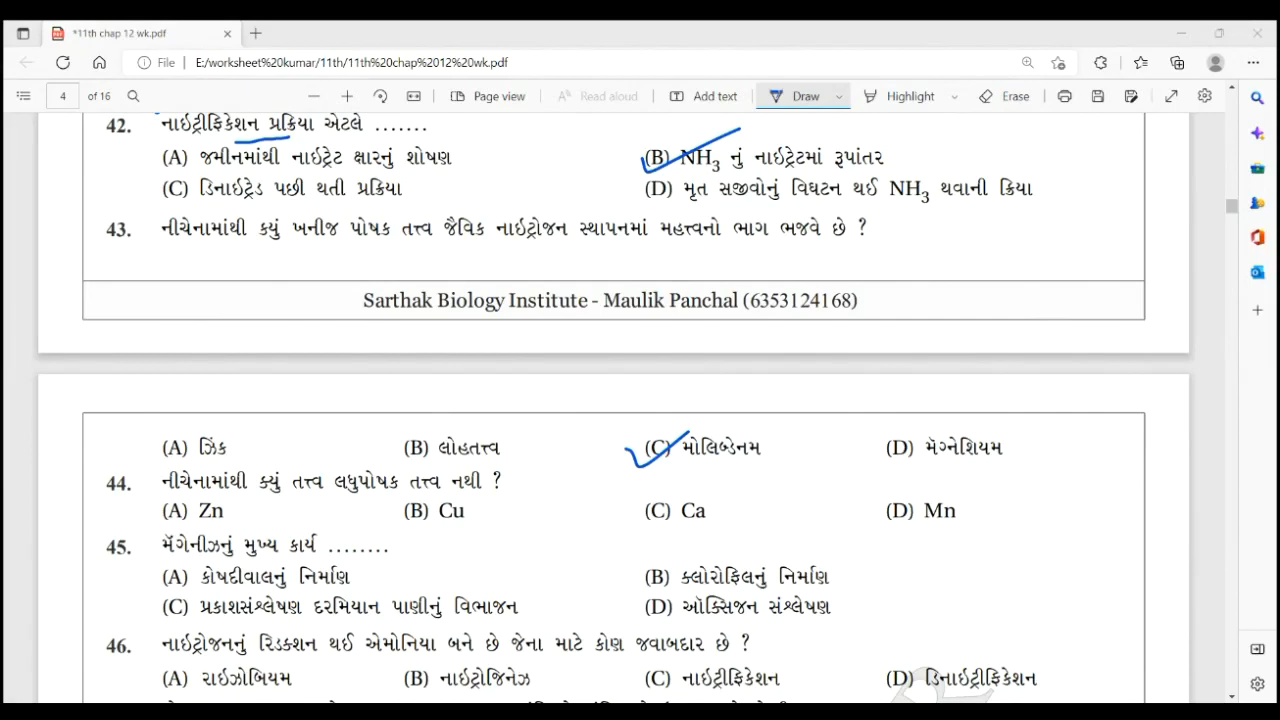 *11th chap 12 wk.pdf
File E:/worksheet%20kumar/11th/11th%20chap%2012%20wk.pdf
4 of 16 Page view Read aloud Add text Draw Highlight Erase
42. નાઇટ્રીફિકેશન પ્રક્રિયા એટલે .......
(A) જમીનમાંથી નાઇટ્રેટ ક્ષારનું શોષણ (B) NH3 નું નાઇટ્રેટમાં રૂપાંતર
(C) ડિનાઇટ્રેડ પછી થતી પ્રક્રિયા (D) મૃત સજીવોનું વિઘટન થઈ NH3 થવાની ક્રિયા
43. નીચેનામાંથી ક્યું ખનીજ પોષક તત્ત્વ જૈવિક નાઇટ્રોજન સ્થાપનમાં મહત્ત્વનો ભાગ ભજવે છે ?
Sarthak Biology Institute - Maulik Panchal (6353124168)
(A) ઝિંક (B) લોહતત્ત્વ (C) મોલિબ્ડેનમ (D) મૅગ્નેશિયમ
44. નીચેનામાંથી ક્યું તત્ત્વ લધુપોષક તત્ત્વ નથી ?
(A) Zn (B) Cu (C) Ca (D) Mn
45. મૅંગેનીઝનું મુખ્ય કાર્ય ........
(A) કોષદીવાલનું નિર્માણ (B) ક્લોરોફિલનું નિર્માણ
(C) પ્રકાશસંશ્લેષણ દરમિયાન પાણીનું વિભાજન (D) ઑક્સિજન સંશ્લેષણ
46. નાઇટ્રોજનનું રિડક્શન થઈ એમોનિયા બને છે જેના માટે કોણ જવાબદાર છે ?
(A) રાઇઝોબિયમ (B) નાઇટ્રોજિનેઝ (C) નાઇટ્રીફિકેશન (D) ડિનાઇટ્રીફિકેશન